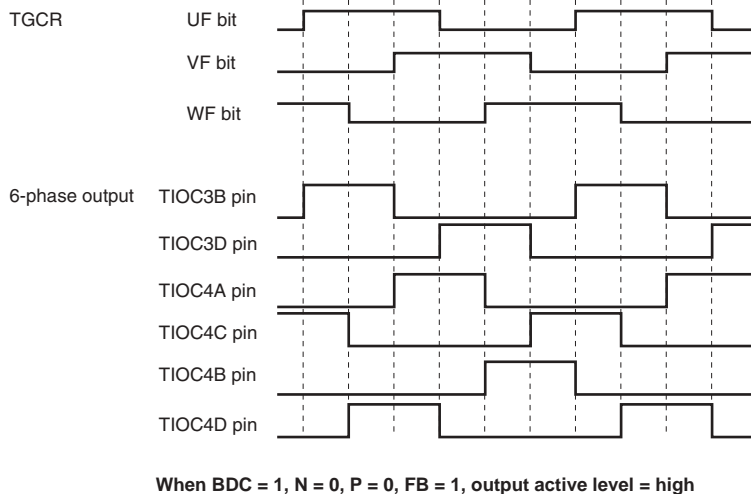 TGCR UF bit
VF bit
WF bit
6-phase output TIOC3B pin
TIOC3D pin
TIOC4A pin
TIOC4C pin
TIOC4B pin
TIOC4D pin
When BDC = 1, N = 0, P = 0, FB = 1, output active level = high